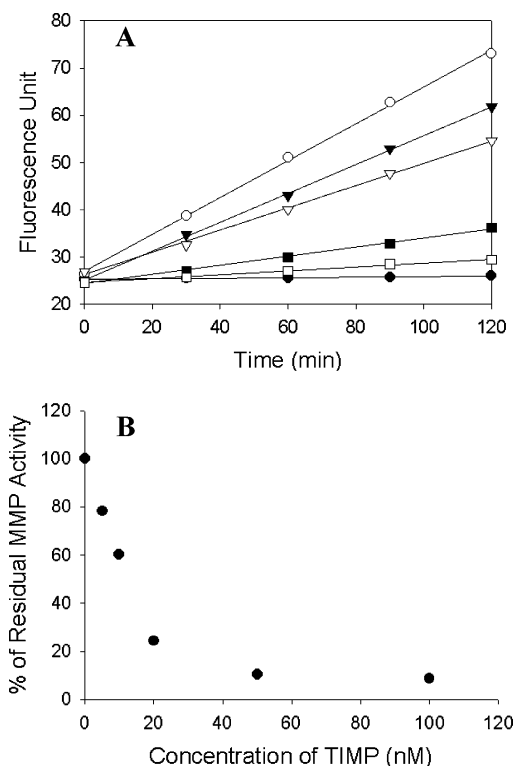 A
80
70
60
50
40
30
20
Fluorescence Unit
0 20 40 60 80 100 120
Time (min)
B
120
100
80
60
40
20
0
% of Residual MMP Activity
0 20 40 60 80 100 120
Concentration of TIMP (nM)